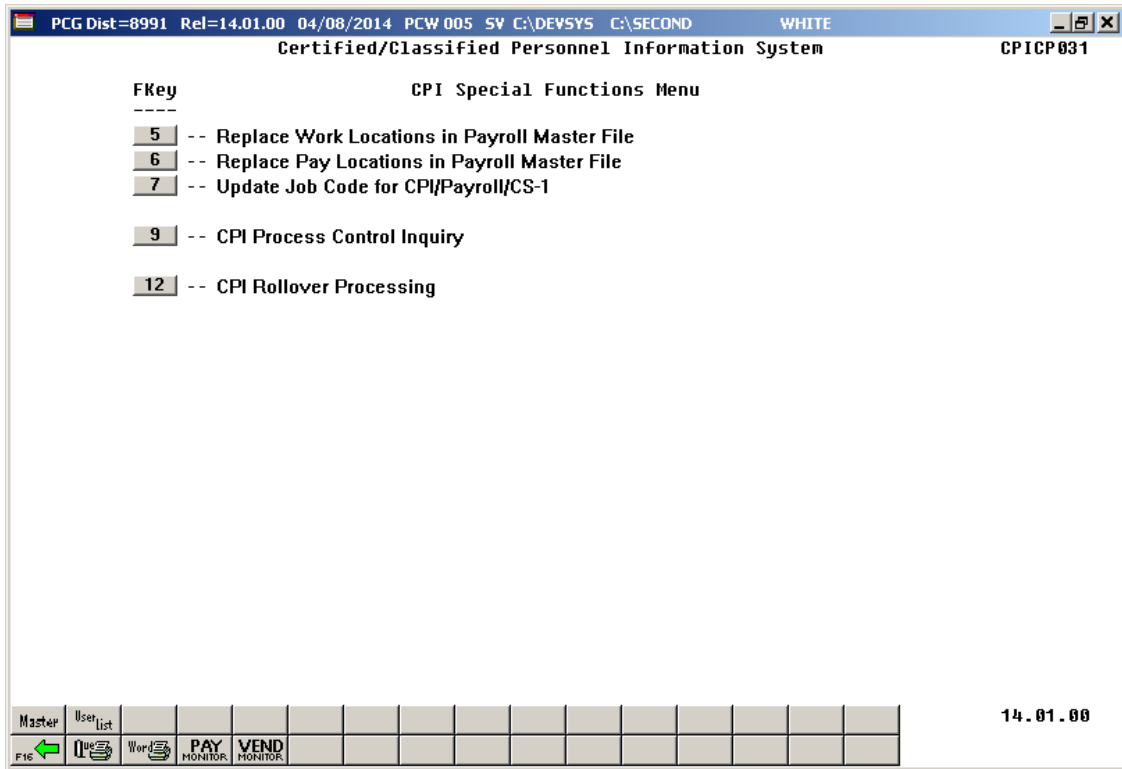 PCG Dist=8991 Rel=14.01.00 04/08/2014 PCW 005 SV C:\DEVSYS C:\SECOND WHITE
Certified/Classified Personnel Information System CPICP031
FKey CPI Special Functions Menu
----
5 -- Replace Work Locations in Payroll Master File
6 -- Replace Pay Locations in Payroll Master File
7 -- Update Job Code for CPI/Payroll/CS-1
9 -- CPI Process Control Inquiry
12 -- CPI Rollover Processing
Master User List 14.01.00
F16 Que Word PAY MONITOR VEND MONITOR